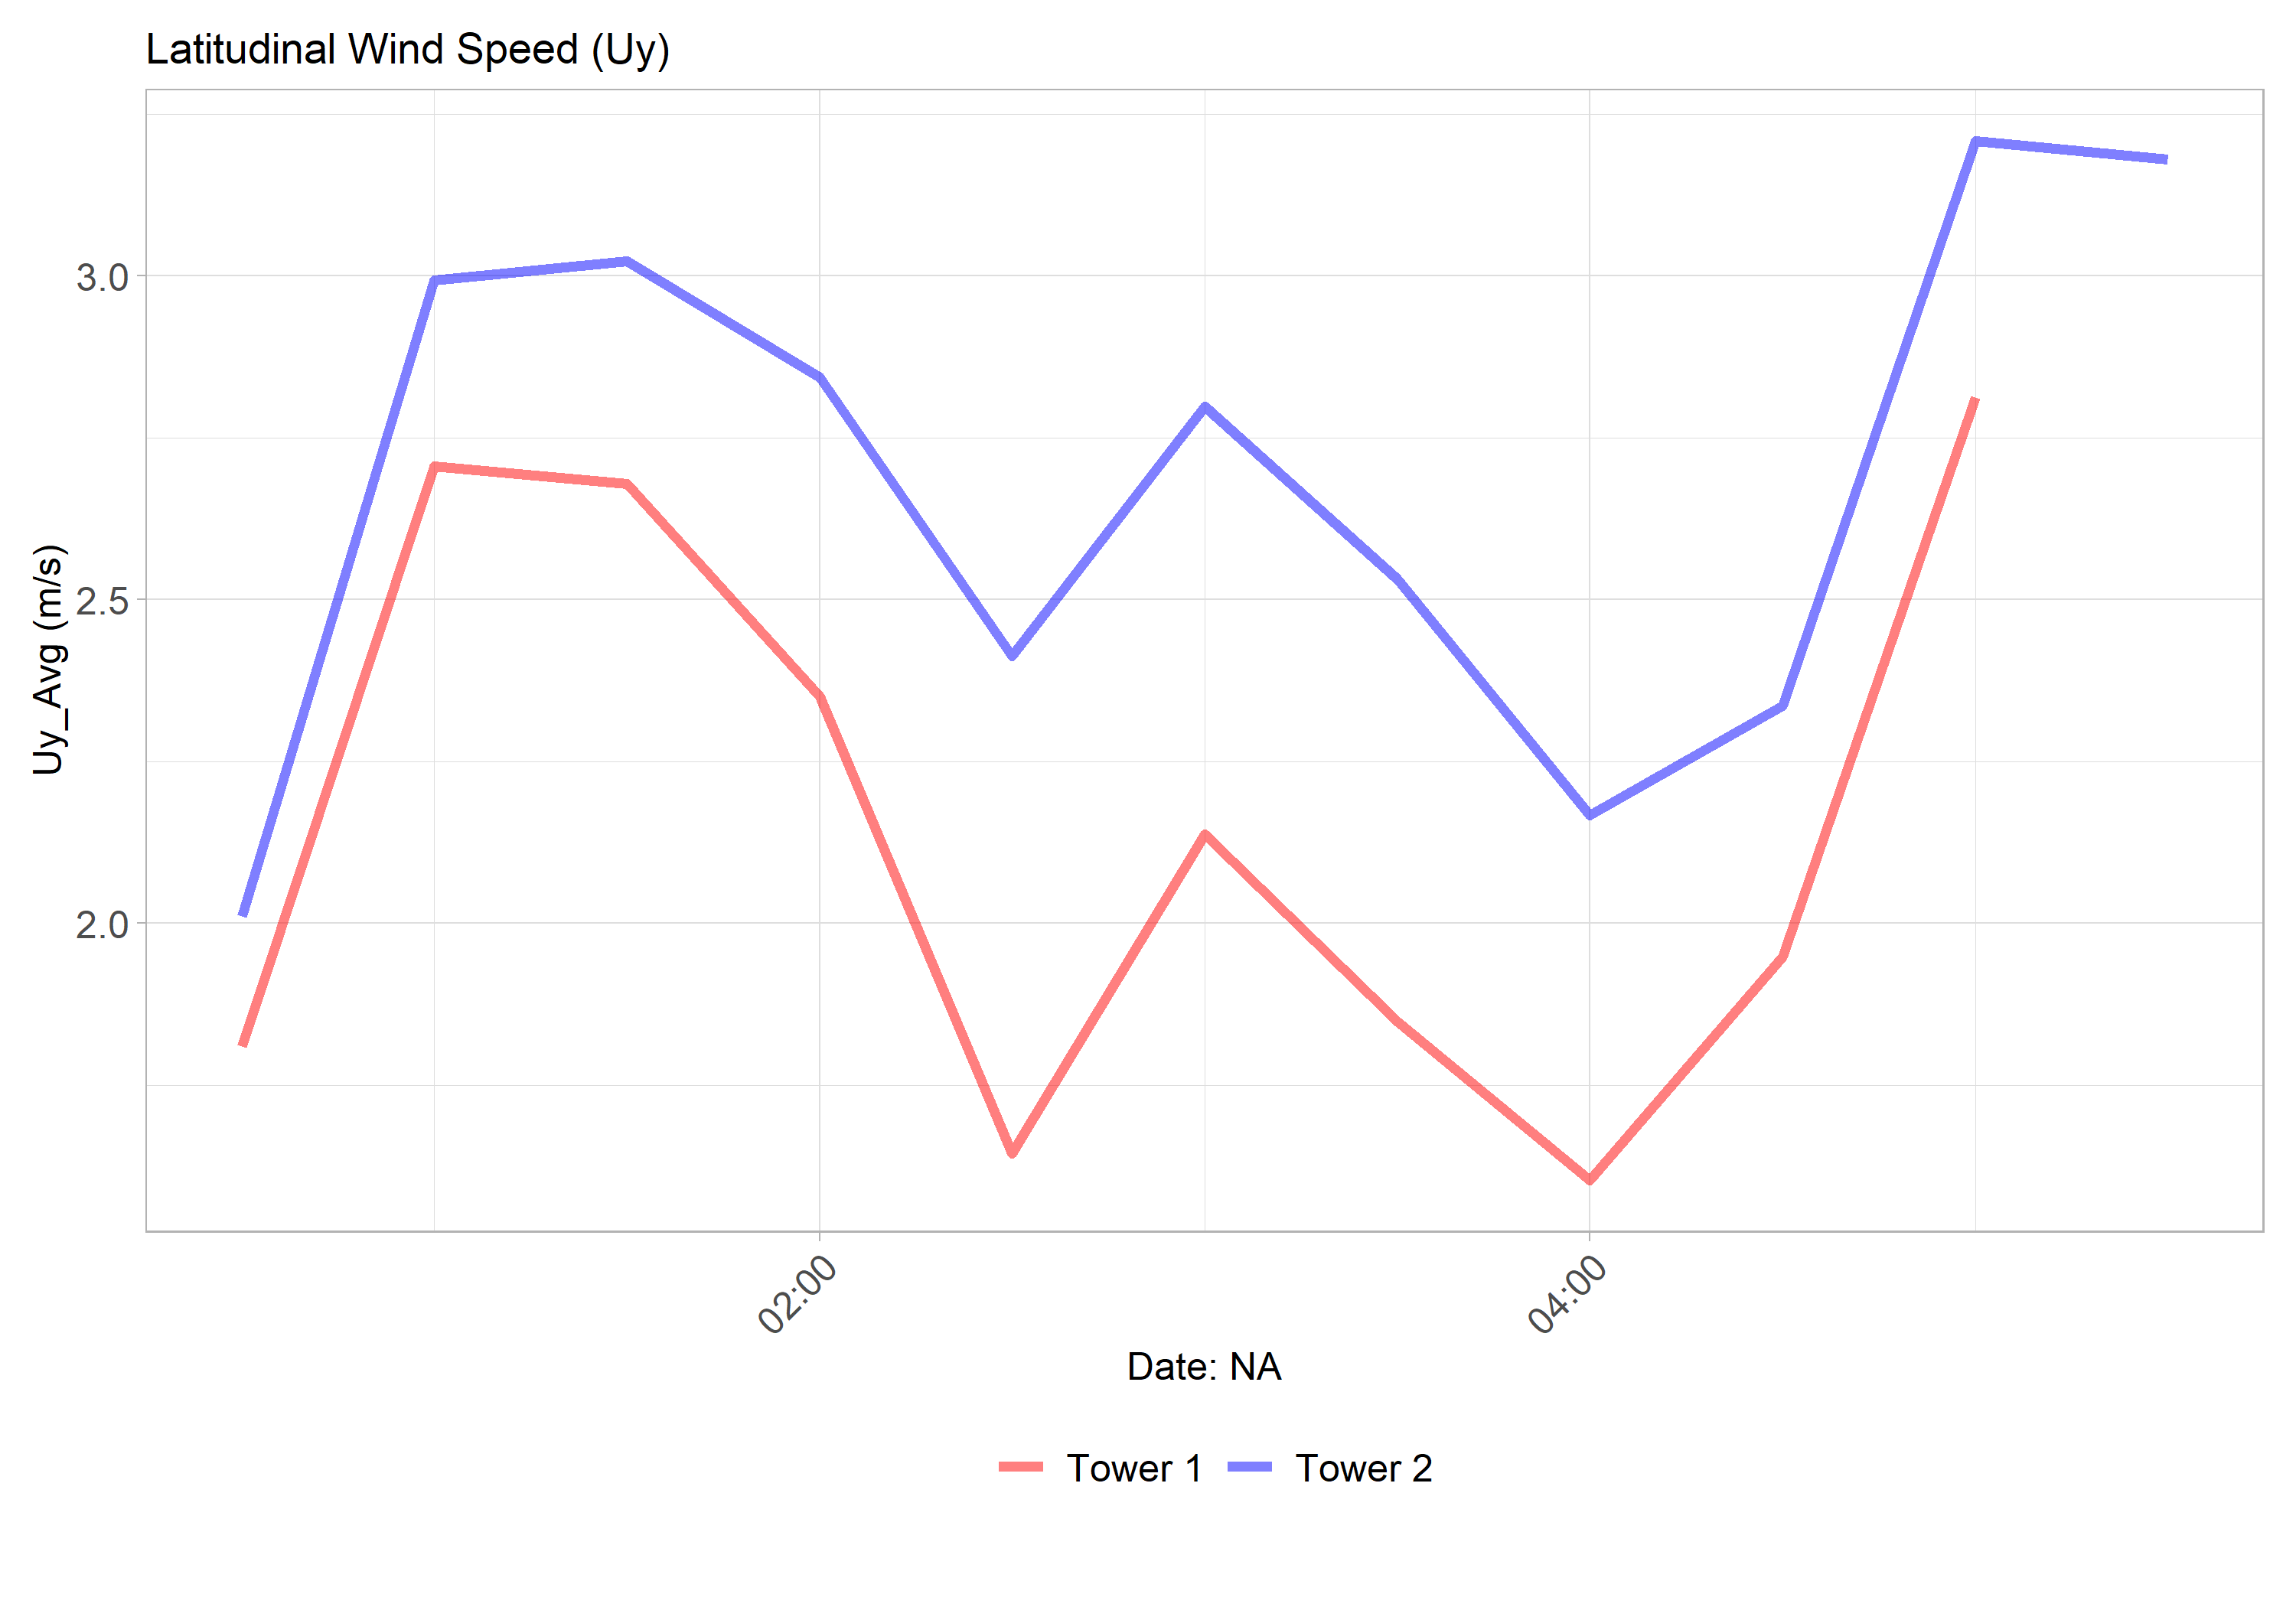 Latitudinal Wind Speed (Uy)
Uy_Avg (m/s)
3.0
2.5
2.0
02:00 04:00
Date: NA
Tower 1 Tower 2